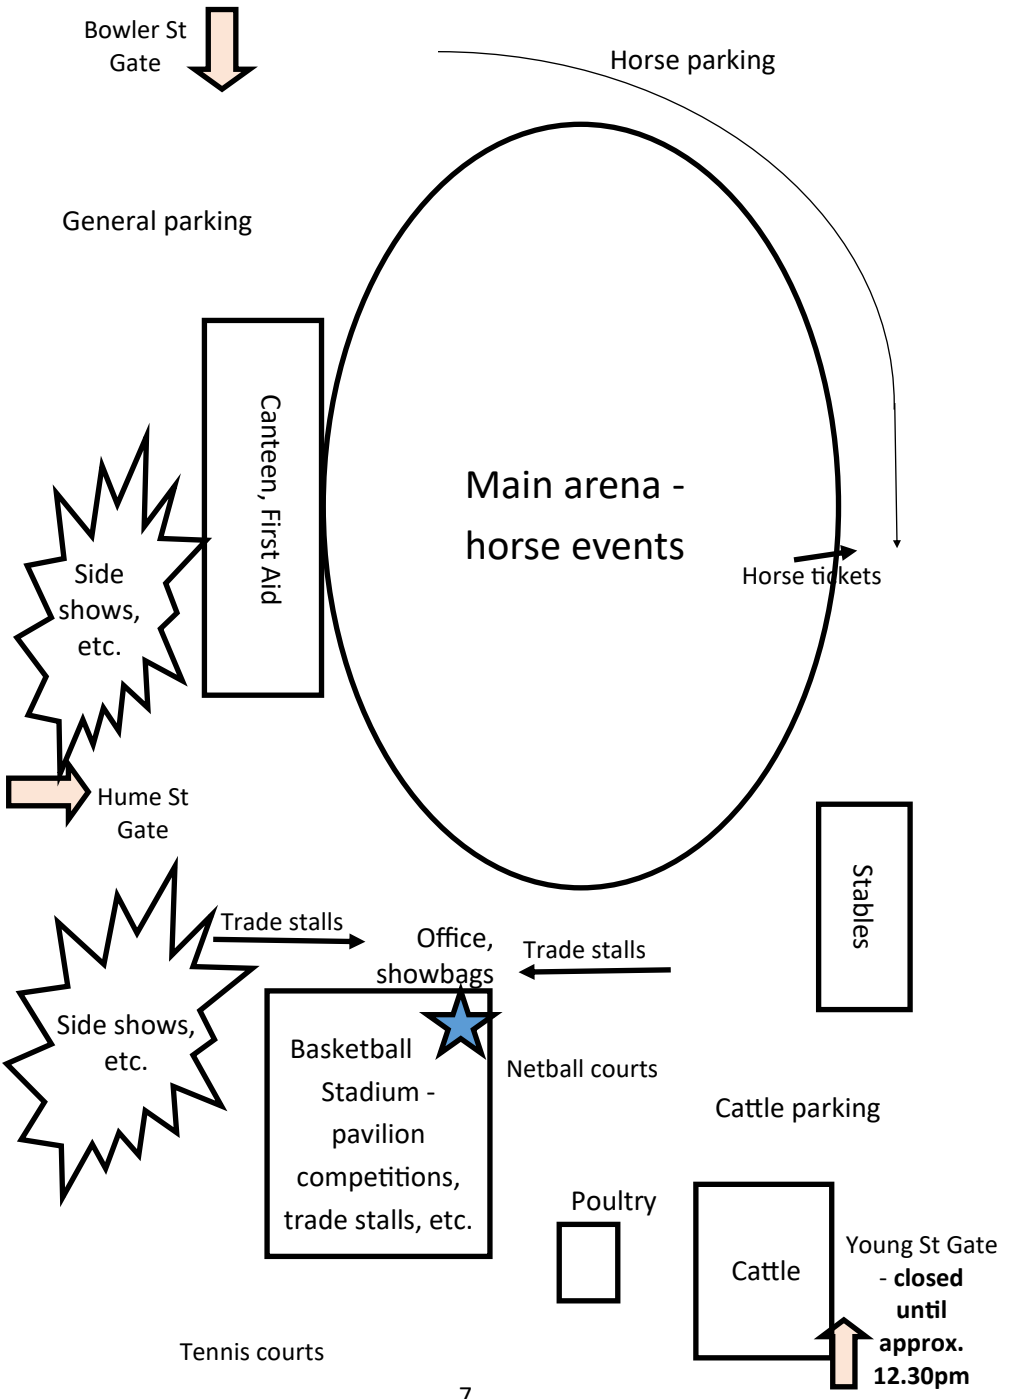 Bowler St
Gate
Horse parking
General parking
Canteen, First Aid
Main arena -
horse events
Horse tickets
Side
shows,
etc.
Hume St
Gate
Stables
Trade stalls
Office,
showbags
Trade stalls
Side shows,
etc.
Basketball
Stadium -
pavilion
competitions,
trade stalls, etc.
Netball courts
Cattle parking
Poultry
Cattle
Young St Gate
- closed
until
approx.
12.30pm
Tennis courts
7